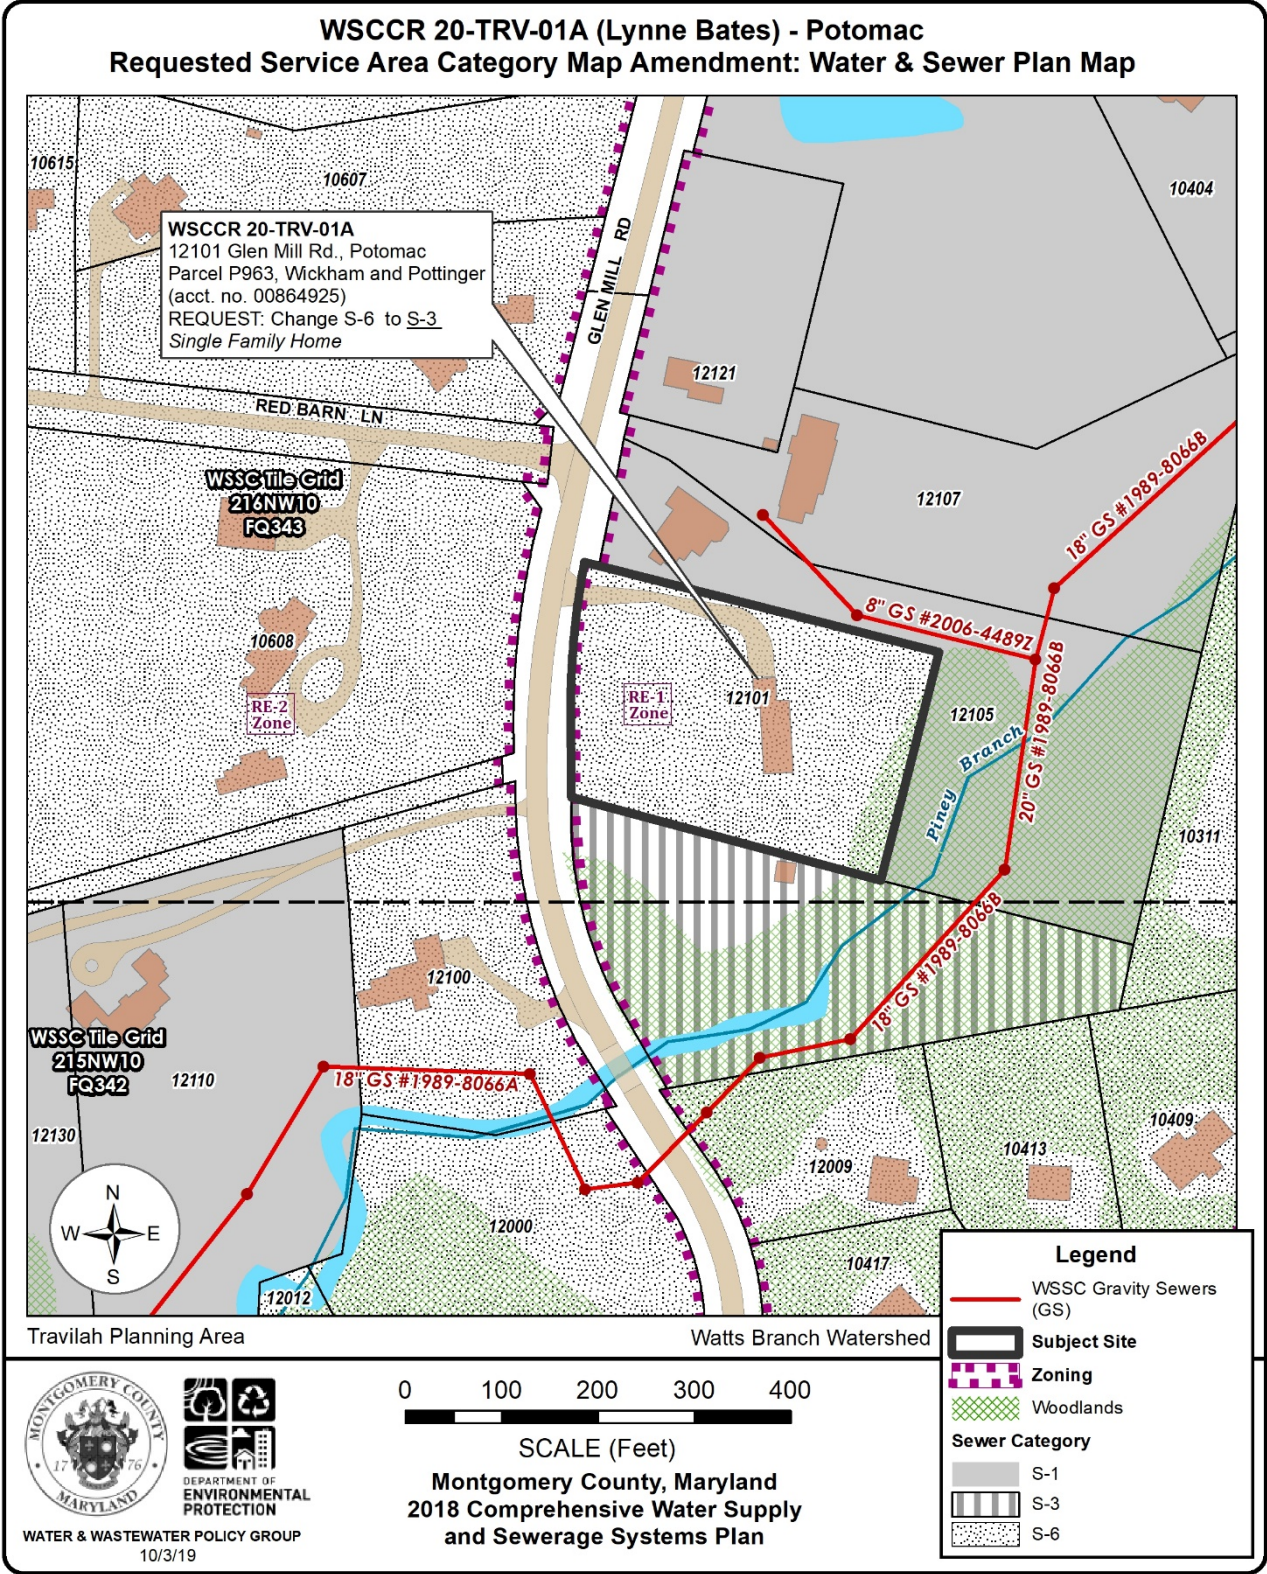 WSCCR 20-TRV-01A (Lynne Bates) - Potomac
Requested Service Area Category Map Amendment: Water & Sewer Plan Map
10615
10607
10404
WSCCR 20-TRV-01A
12101 Glen Mill Rd., Potomac
Parcel P963, Wickham and Pottinger
(acct. no. 00864925)
REQUEST: Change S-6 to S-3
Single Family Home
GLEN MILL RD
12121
RED BARN LN
WSSC Tile Grid
216NW10
FQ343
12107
18" GS #1989-8066B
8" GS #2006-4489Z
10608
RE-2
Zone
RE-1
Zone
12101
12105
20" GS #1989-8066B
Piney Branch
10311
18" GS #1989-8066B
12100
WSSC Tile Grid
215NW10
FQ342
12110
18" GS #1989-8066A
12130
12009
10413
10409
N
W
E
S
12000
10417
12012
Travilah Planning Area
Watts Branch Watershed
Legend
WSSC Gravity Sewers
(GS)
Subject Site
Zoning
Woodlands
Sewer Category
S-1
S-3
S-6
MONTGOMERY COUNTY
17 76
MARYLAND
DEPARTMENT OF
ENVIRONMENTAL
PROTECTION
WATER & WASTEWATER POLICY GROUP
10/3/19
0 100 200 300 400
SCALE (Feet)
Montgomery County, Maryland
2018 Comprehensive Water Supply
and Sewerage Systems Plan